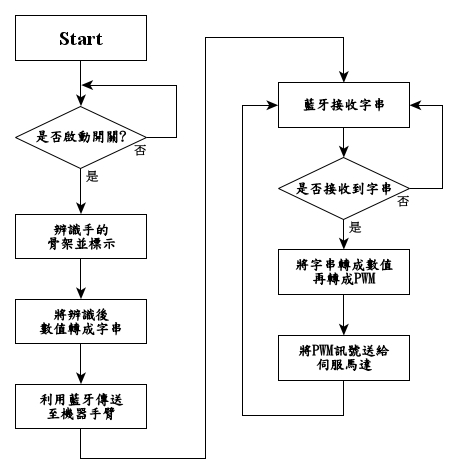 Start
是否啟動開關?
否
是
辨識手的
骨架並標示
將辨識後
數值轉成字串
利用藍牙傳送
至機器手臂
藍牙接收字串
是否接收到字串
否
是
將字串轉成數值
再轉成PWM
將PWM訊號送給
伺服馬達